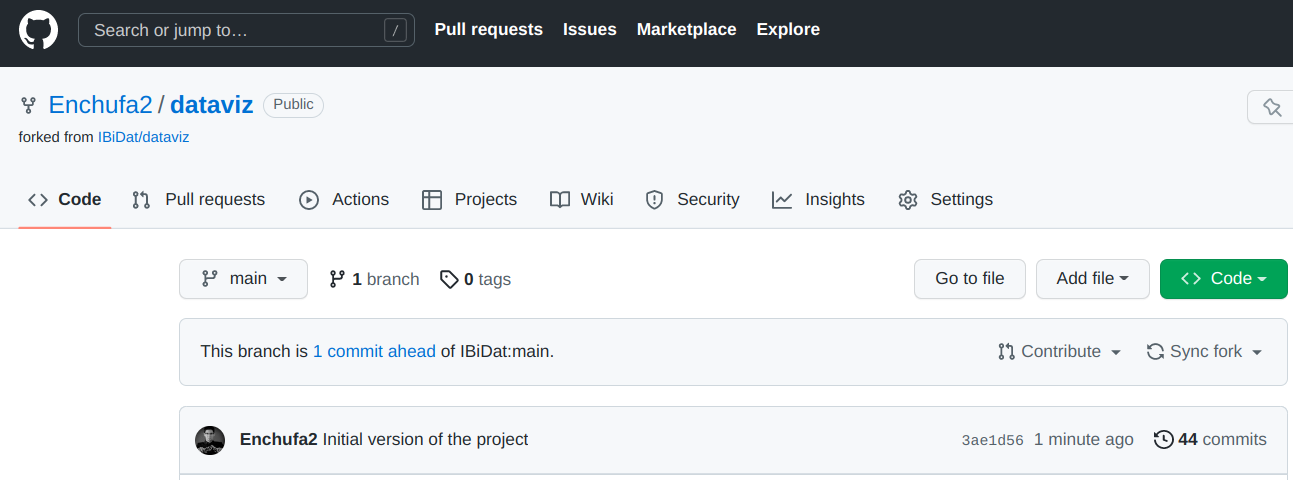 Search or jump to… / Pull requests Issues Marketplace Explore
Enchufa2 / dataviz Public
forked from IBiDat/dataviz
Code Pull requests Actions Projects Wiki Security Insights Settings
main 1 branch 0 tags Go to file Add file Code
This branch is 1 commit ahead of IBiDat:main. Contribute Sync fork
Enchufa2 Initial version of the project 3ae1d56 1 minute ago 44 commits